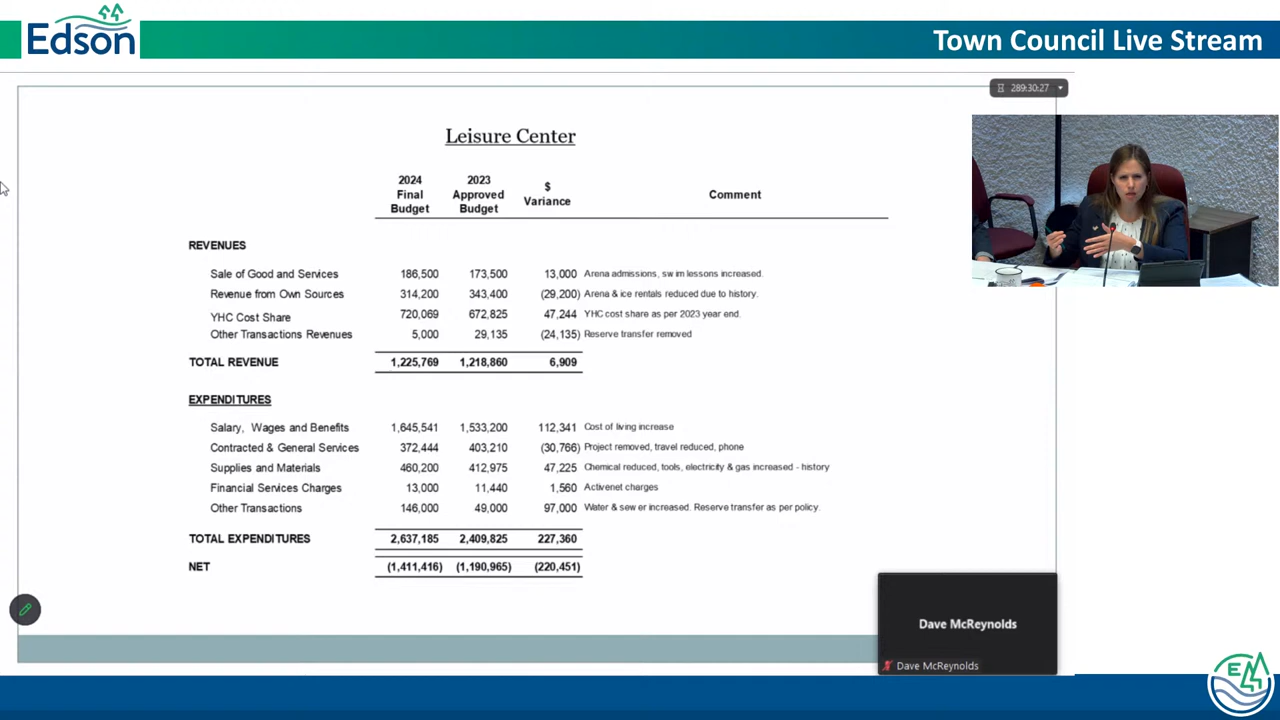 Edson
Town Council Live Stream
289:30:27
Leisure Center
2024 Final Budget 2023 Approved Budget $ Variance Comment
REVENUES
Sale of Good and Services 186,500 173,500 13,000 Arena admissions, sw im lessons increased.
Revenue from Own Sources 314,200 343,400 (29,200) Arena & ice rentals reduced due to history.
YHC Cost Share 720,069 672,825 47,244 YHC cost share as per 2023 year end.
Other Transactions Revenues 5,000 29,135 (24,135) Reserve transfer removed
TOTAL REVENUE 1,225,769 1,218,860 6,909
EXPENDITURES
Salary, Wages and Benefits 1,645,541 1,533,200 112,341 Cost of living increase
Contracted & General Services 372,444 403,210 (30,766) Project removed, travel reduced, phone
Supplies and Materials 460,200 412,975 47,225 Chemical reduced, tools, electricity & gas increased - history
Financial Services Charges 13,000 11,440 1,560 Activenet charges
Other Transactions 146,000 49,000 97,000 Water & sew er increased. Reserve transfer as per policy.
TOTAL EXPENDITURES 2,637,185 2,409,825 227,360
NET (1,411,416) (1,190,965) (220,451)
Dave McReynolds
Dave McReynolds